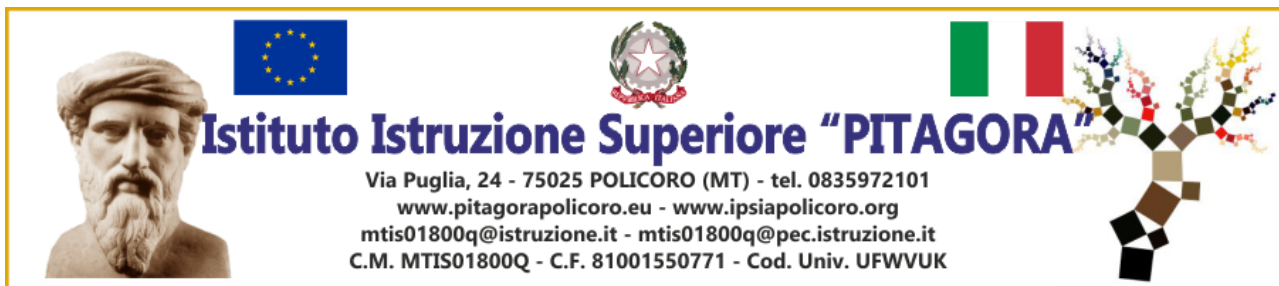 Istituto Istruzione Superiore “PITAGORA”
Via Puglia, 24 - 75025 POLICORO (MT) - tel. 0835972101
www.pitagorapolicoro.eu - www.ipsiapolicoro.org
mtis01800q@istruzione.it - mtis01800q@pec.istruzione.it
C.M. MTIS01800Q - C.F. 81001550771 - Cod. Univ. UFWVUK